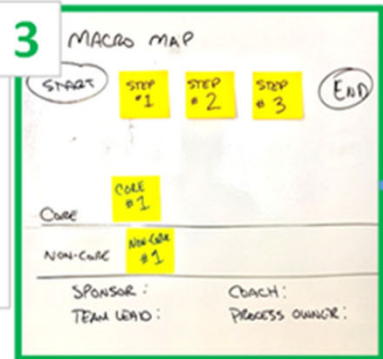 3
MACRO MAP
START
STEP
#1
STEP
#2
STEP
#3
END
CORE
#1
CORE
NON-CORE
#1
NON-CORE
SPONSOR:
COACH:
TEAM LEAD:
PROCESS OWNER: